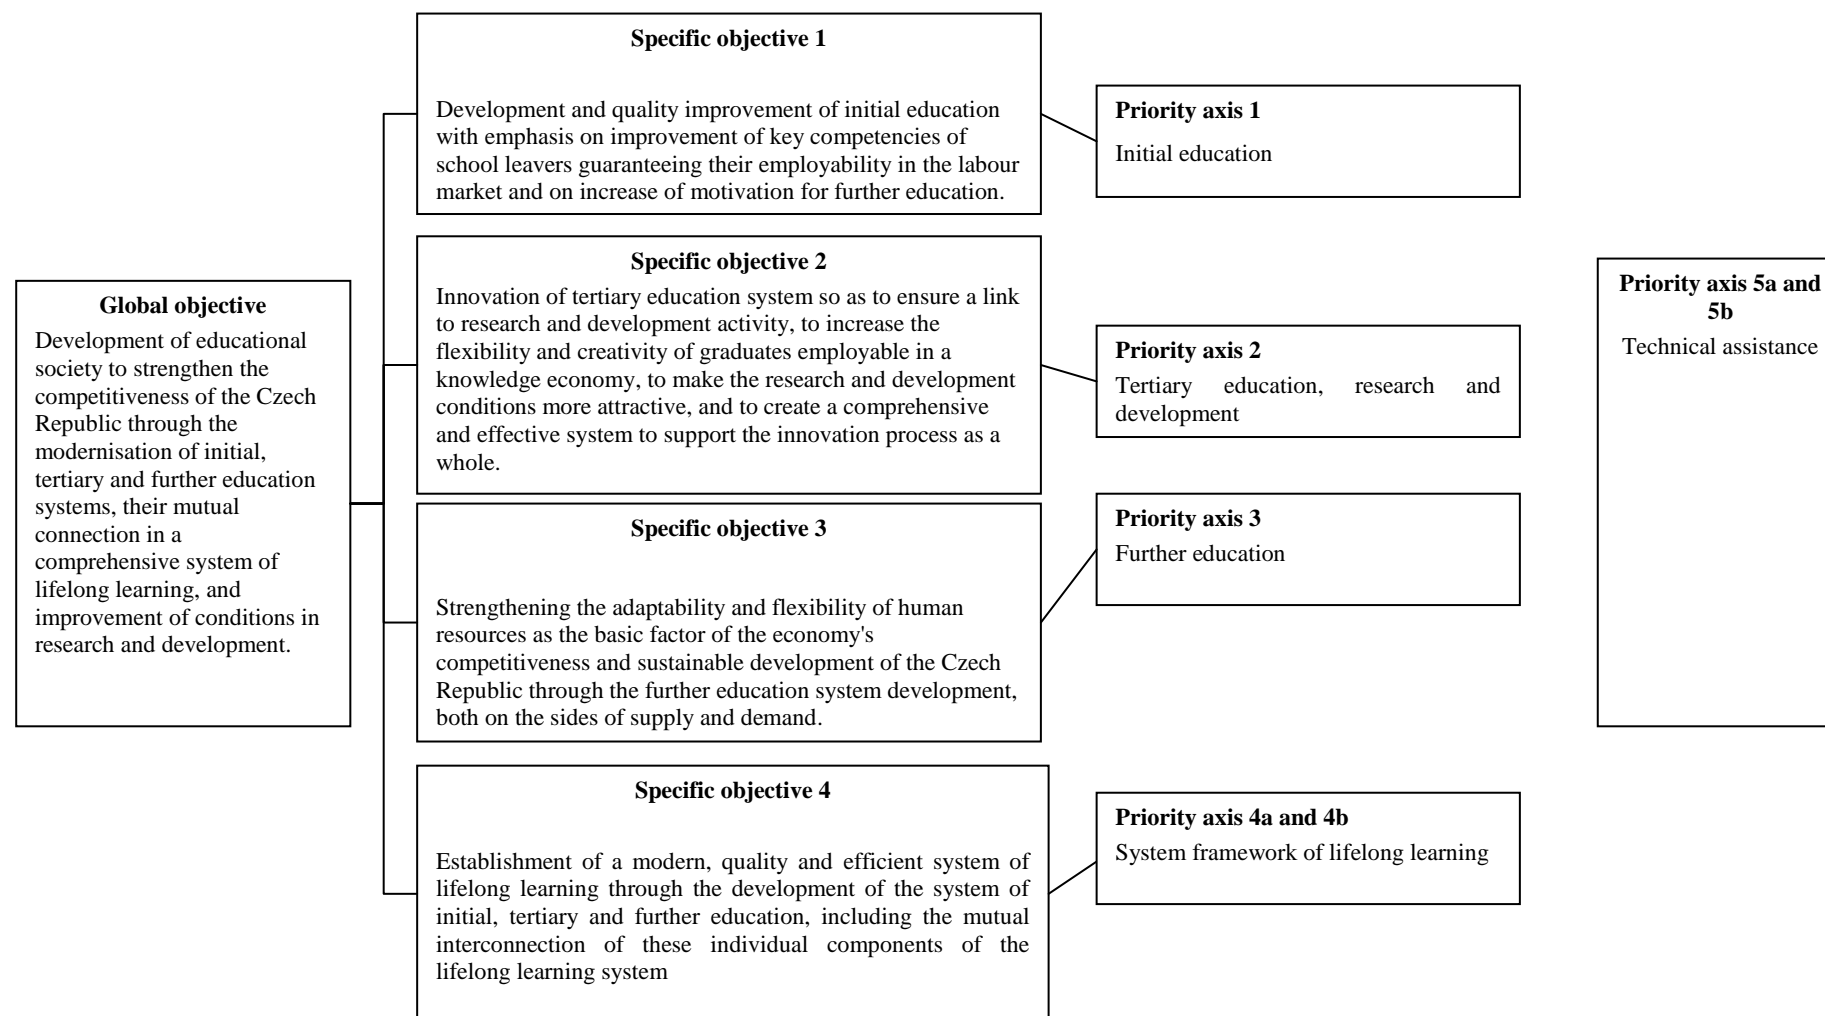 Global objective
Development of educational
society to strengthen the
competitiveness of the Czech
Republic through the
modernisation of initial,
tertiary and further education
systems, their mutual
connection in a
comprehensive system of
lifelong learning, and
improvement of conditions in
research and development.
Specific objective 1
Development and quality improvement of initial education
with emphasis on improvement of key competencies of
school leavers guaranteeing their employability in the labour
market and on increase of motivation for further education.
Priority axis 1
Initial education
Specific objective 2
Innovation of tertiary education system so as to ensure a link
to research and development activity, to increase the
flexibility and creativity of graduates employable in a
knowledge economy, to make the research and development
conditions more attractive, and to create a comprehensive
and effective system to support the innovation process as a
whole.
Priority axis 2
Tertiary education, research and
development
Specific objective 3
Strengthening the adaptability and flexibility of human
resources as the basic factor of the economy's
competitiveness and sustainable development of the Czech
Republic through the further education system development,
both on the sides of supply and demand.
Priority axis 3
Further education
Specific objective 4
Establishment of a modern, quality and efficient system of
lifelong learning through the development of the system of
initial, tertiary and further education, including the mutual
interconnection of these individual components of the
lifelong learning system
Priority axis 4a and 4b
System framework of lifelong learning
Priority axis 5a and
5b
Technical assistance